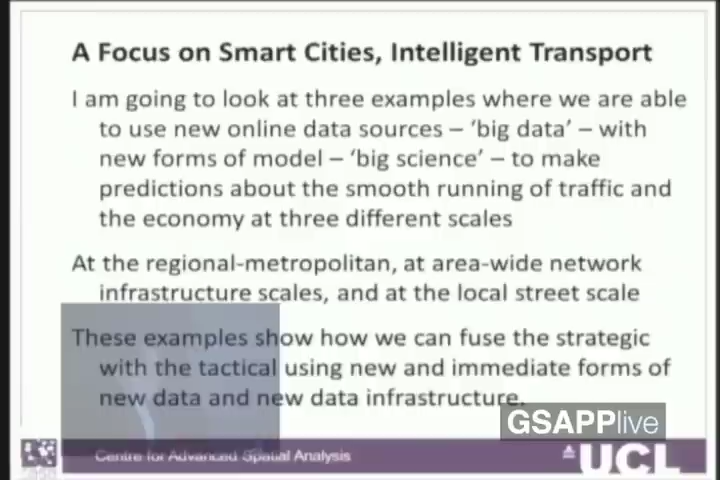 A Focus on Smart Cities, Intelligent Transport
I am going to look at three examples where we are able
to use new online data sources – ‘big data’ – with
new forms of model – ‘big science’ – to make
predictions about the smooth running of traffic and
the economy at three different scales
At the regional-metropolitan, at area-wide network
infrastructure scales, and at the local street scale
These examples show how we can fuse the strategic
with the tactical using new and immediate forms of
new data and new data infrastructure.
GSAPPlive
Centre for Advanced Spatial Analysis
UCL